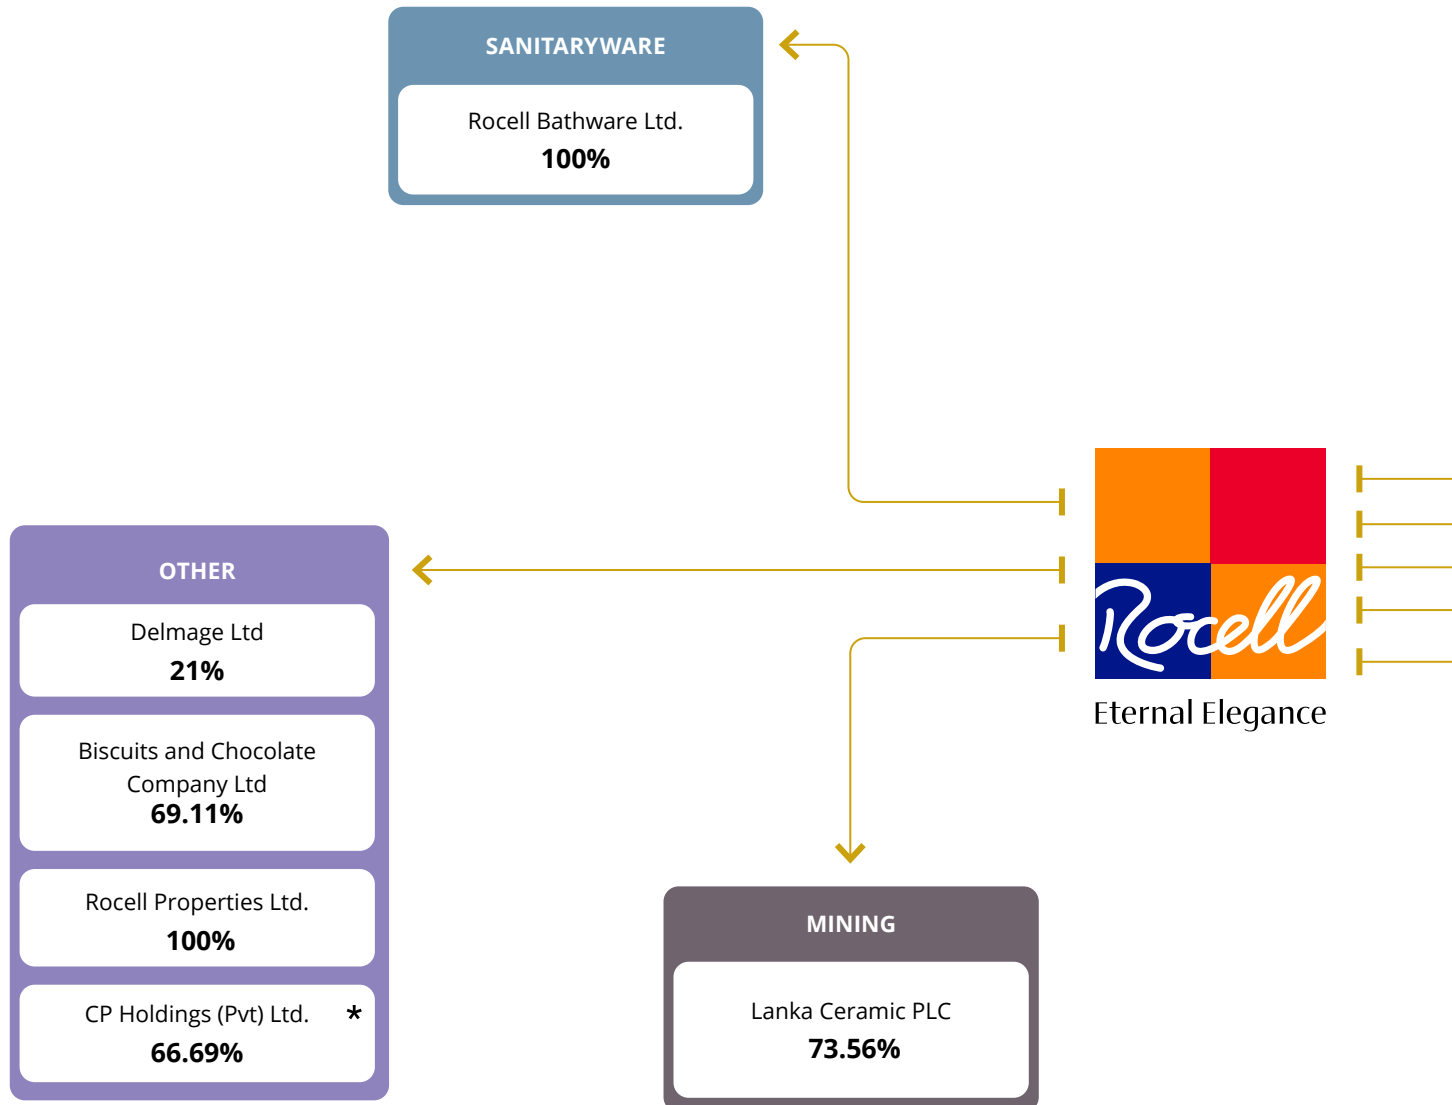 SANITARYWARE
Rocell Bathware Ltd.
100%
OTHER
Delmage Ltd
21%
Biscuits and Chocolate
Company Ltd
69.11%
Rocell Properties Ltd.
100%
CP Holdings (Pvt) Ltd. *
66.69%
Rocell
Eternal Elegance
MINING
Lanka Ceramic PLC
73.56%